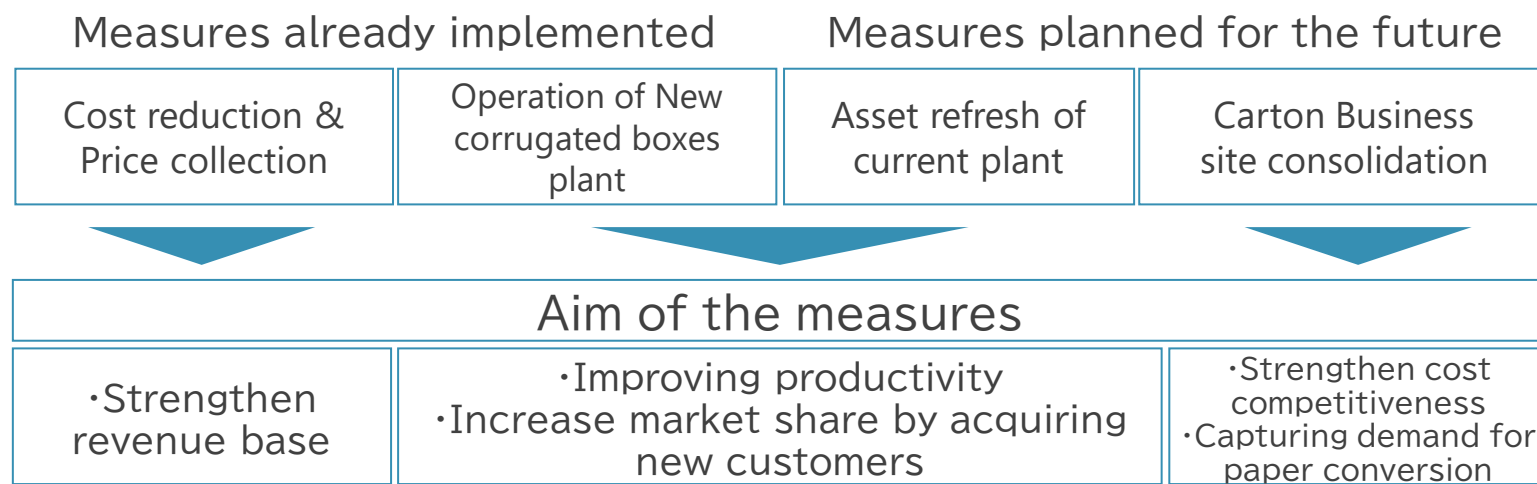 Measures already implemented
Measures planned for the future
Cost reduction &
Price collection
Operation of New
corrugated boxes
plant
Asset refresh of
current plant
Carton Business
site consolidation
Aim of the measures
・Strengthen
revenue base
・Improving productivity
・Increase market share by acquiring
new customers
・Strengthen cost
competitiveness
・Capturing demand for
paper conversion